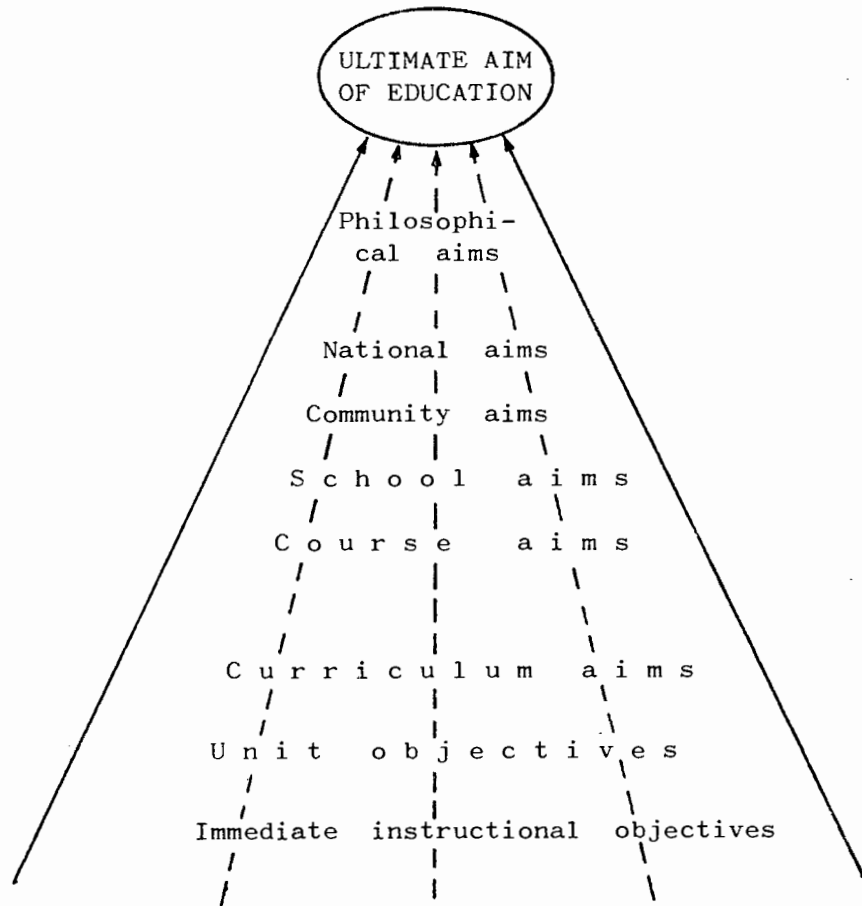 ULTIMATE AIM
OF EDUCATION
Philosophi-
cal aims
National aims
Community aims
School aims
Course aims
Curriculum aims
Unit objectives
Immediate instructional objectives